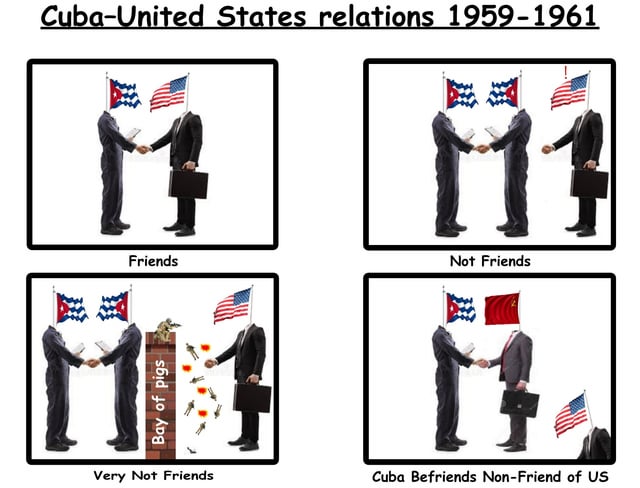 Cuba-United States relations 1959-1961
!
Friends
Not Friends
Bay of pigs
Very Not Friends
Cuba Befriends Non-Friend of US